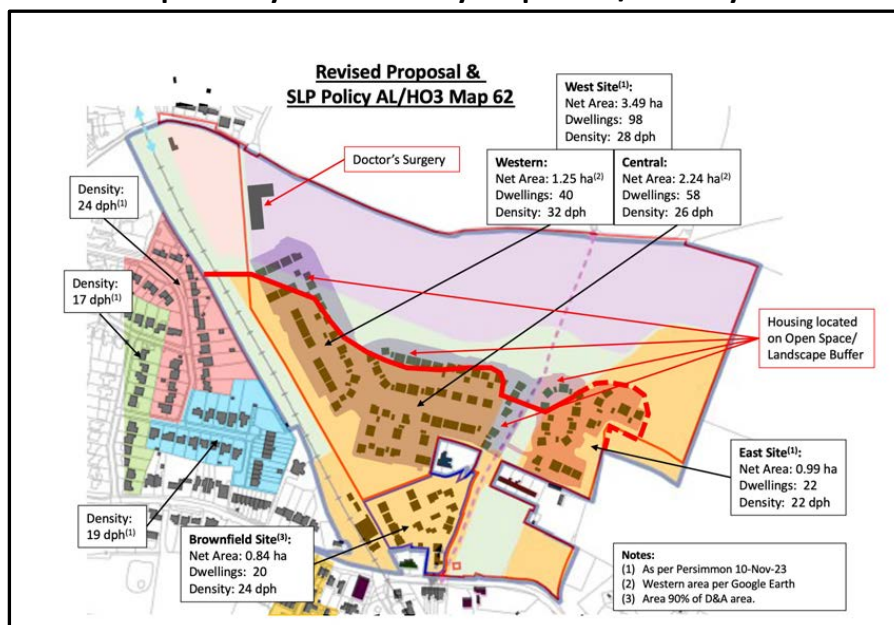 Revised Proposal &
SLP Policy AL/HO3 Map 62
West Site(1):
Net Area: 3.49 ha
Dwellings: 98
Density: 28 dph
Doctor's Surgery
Western:
Net Area: 1.25 ha(2)
Dwellings: 40
Density: 32 dph
Central:
Net Area: 2.24 ha(2)
Dwellings: 58
Density: 26 dph
Density:
24 dph(1)
Density:
17 dph(1)
Housing located
on Open Space/
Landscape Buffer
East Site(1):
Net Area: 0.99 ha
Dwellings: 22
Density: 22 dph
Density:
19 dph(1)
Brownfield Site(3):
Net Area: 0.84 ha
Dwellings: 20
Density: 24 dph
Notes:
(1) As per Persimmon 10-Nov-23
(2) Western area per Google Earth
(3) Area 90% of D&A area.